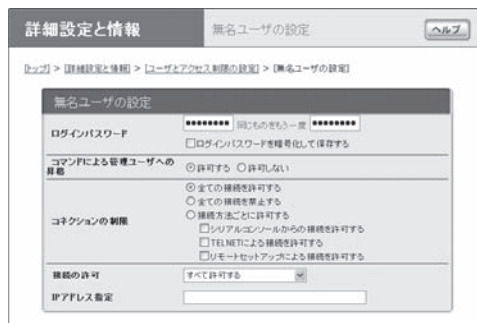 詳細設定と情報
無名ユーザの設定
ヘルプ
[トップ] > [詳細設定と情報] > [ユーザとアクセス制限の設定] > [無名ユーザの設定]
無名ユーザの設定
ログインパスワード
●●●●●●●● 同じものをもう一度 ●●●●●●●●
ログインパスワードを暗号化して保存する
コマンドによる管理ユーザへの
昇格
許可する 許可しない
コネクションの制限
全ての接続を許可する
全ての接続を禁止する
接続方法ごとに許可する
シリアルコンソールからの接続を許可する
TELNETによる接続を許可する
リモートセットアップによる接続を許可する
接続の許可
すべて許可する
IPアドレス指定